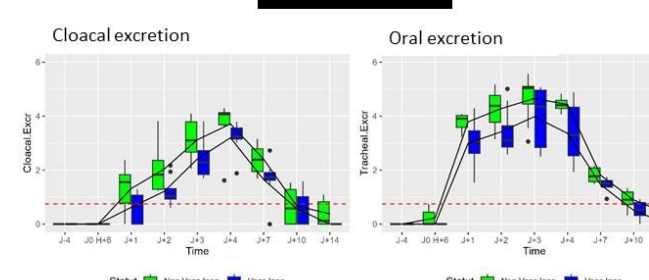 Cloacal excretion
Oral excretion
6
4
2
0
Cloacal.Excr
J-4 J0 H+6 J+1 J+2 J+3 J+4 J+7 J+10 J+14
Time
6
4
2
0
Tracheal.Excr
J-4 J0 H+6 J+1 J+2 J+3 J+4 J+7 J+10
Time